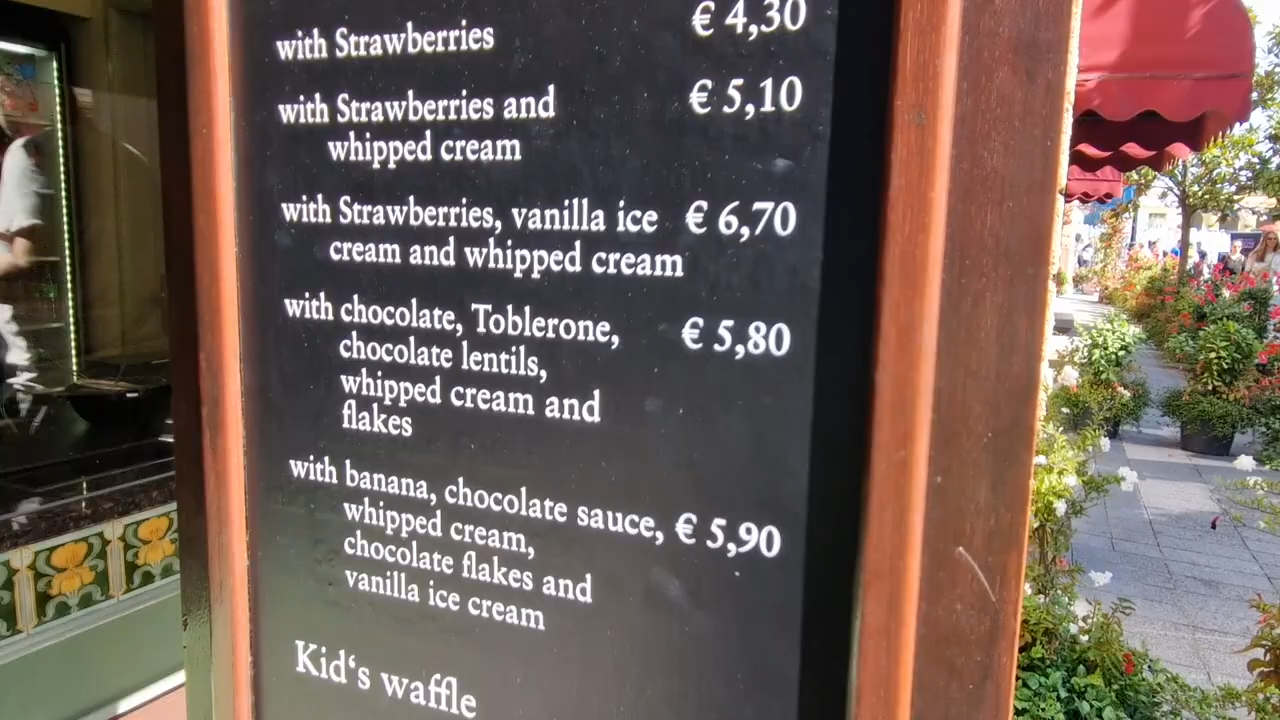 with Strawberries € 4,30
with Strawberries and € 5,10
whipped cream
with Strawberries, vanilla ice € 6,70
cream and whipped cream
with chocolate, Toblerone, € 5,80
chocolate lentils,
whipped cream and
flakes
with banana, chocolate sauce, € 5,90
whipped cream,
chocolate flakes and
vanilla ice cream
Kid‘s waffle